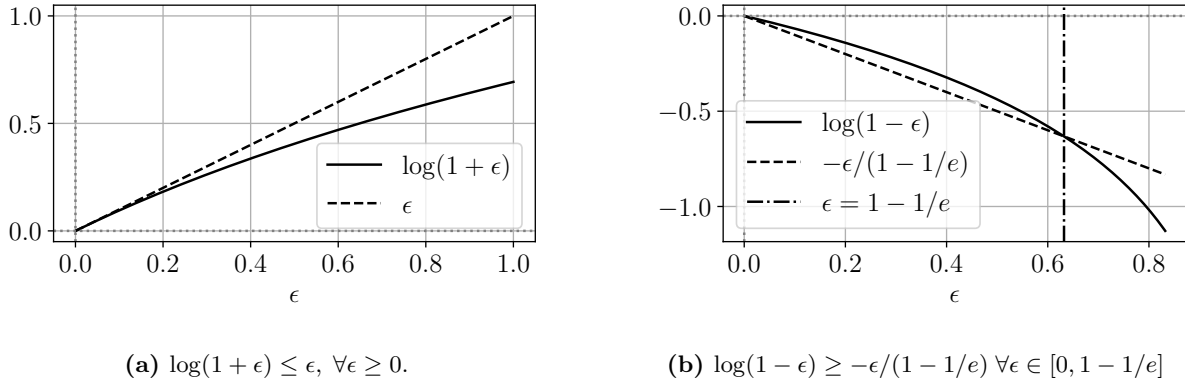 1.0
0.5
0.0
0.0 0.2 0.4 0.6 0.8 1.0
ϵ
log(1 + ϵ)
ϵ
(a) log(1 + ϵ) ≤ ϵ, ∀ϵ ≥ 0.
0.0
−0.5
−1.0
0.0 0.2 0.4 0.6 0.8
ϵ
log(1 − ϵ)
−ϵ/(1 − 1/e)
ϵ = 1 − 1/e
(b) log(1 − ϵ) ≥ −ϵ/(1 − 1/e) ∀ϵ ∈ [0, 1 − 1/e]